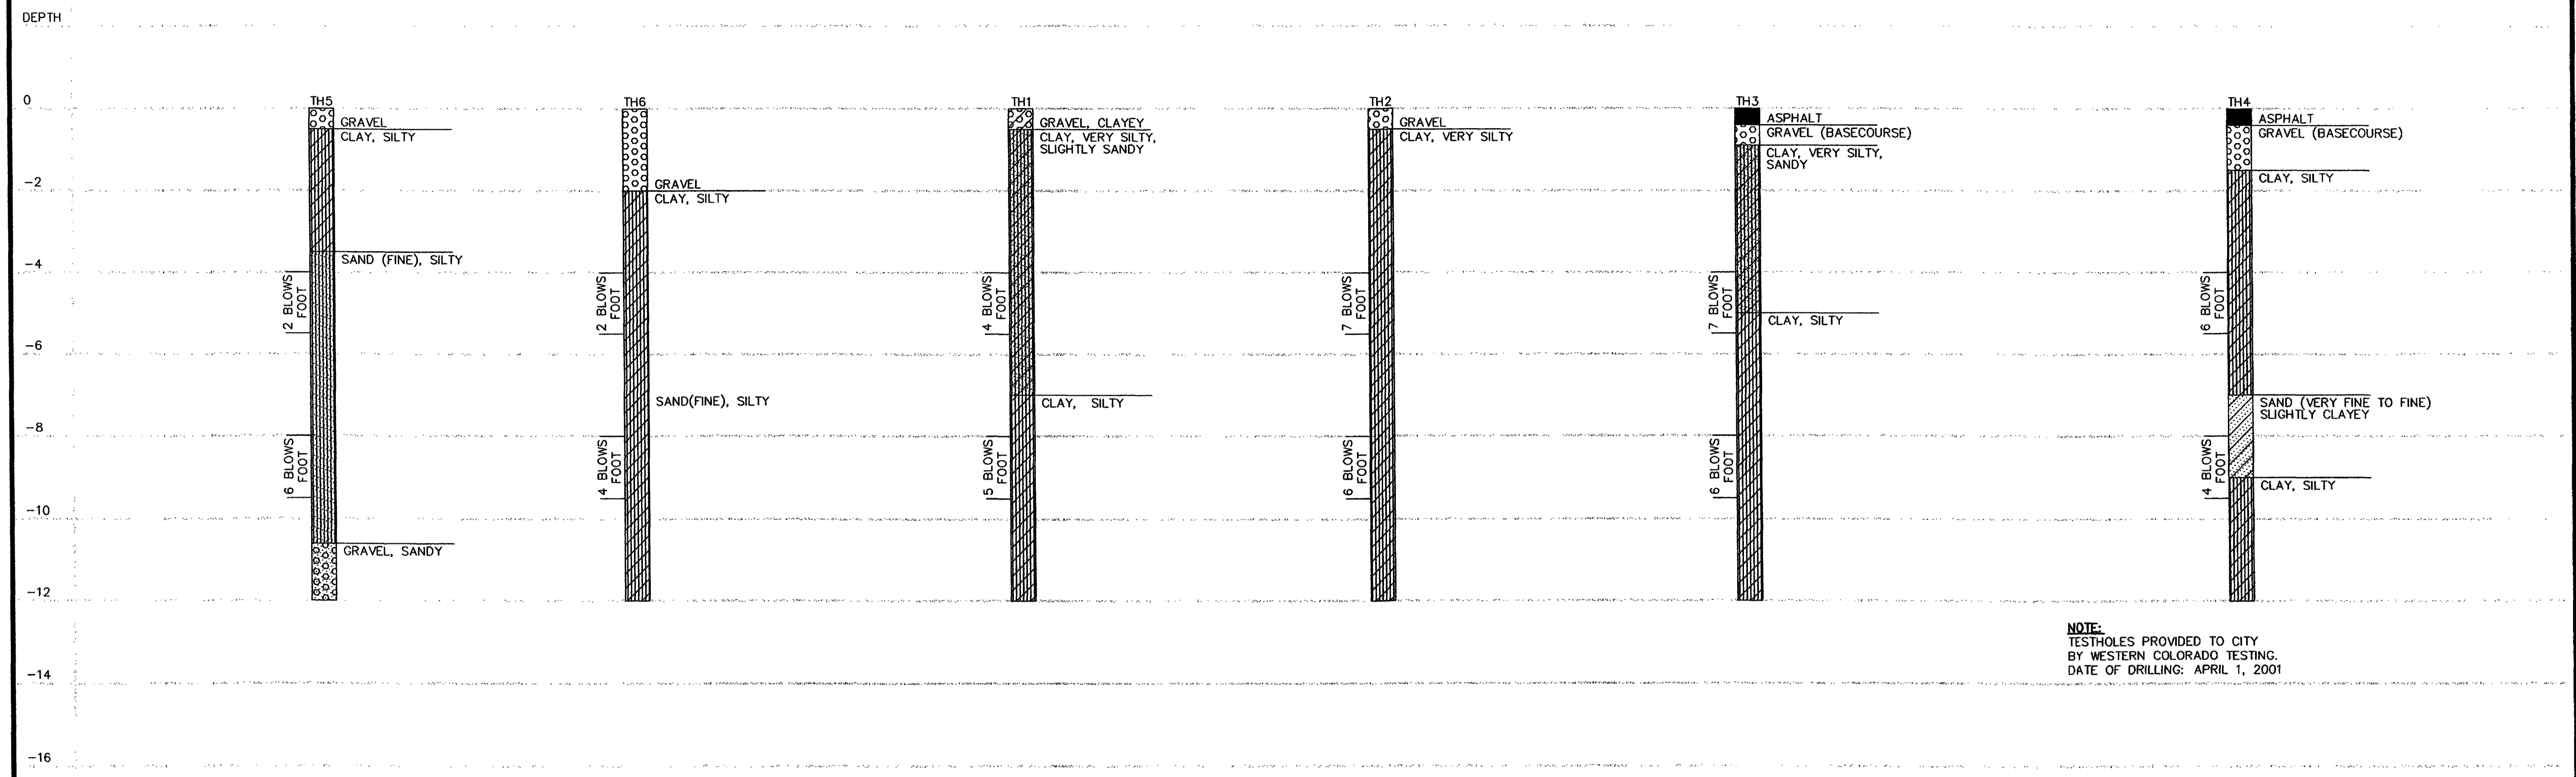 DEPTH
0
-2
-4
-6
-8
-10
-12
-14
-16
TH5
GRAVEL
CLAY, SILTY
SAND (FINE), SILTY
2 BLOWS
FOOT
6 BLOWS
FOOT
GRAVEL, SANDY
TH6
GRAVEL
CLAY, SILTY
2 BLOWS
FOOT
SAND(FINE), SILTY
4 BLOWS
FOOT
TH1
GRAVEL, CLAYEY
CLAY, VERY SILTY,
SLIGHTLY SANDY
4 BLOWS
FOOT
CLAY, SILTY
5 BLOWS
FOOT
TH2
GRAVEL
CLAY, VERY SILTY
7 BLOWS
FOOT
6 BLOWS
FOOT
TH3
ASPHALT
GRAVEL (BASECOURSE)
CLAY, VERY SILTY,
SANDY
7 BLOWS
FOOT
CLAY, SILTY
6 BLOWS
FOOT
TH4
ASPHALT
GRAVEL (BASECOURSE)
CLAY, SILTY
6 BLOWS
FOOT
SAND (VERY FINE TO FINE)
SLIGHTLY CLAYEY
4 BLOWS
FOOT
CLAY, SILTY
NOTE:
TESTHOLES PROVIDED TO CITY
BY WESTERN COLORADO TESTING.
DATE OF DRILLING: APRIL 1, 2001